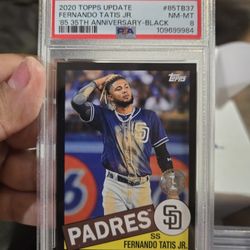 2020 TOPPS UPDATE #85TB37
FERNANDO TATIS JR. NM-MT
'85 35TH ANNIVERSARY-BLACK 8
PSA 109699984
Topps
PADRES SD
SS
FERNANDO TATIS JR.